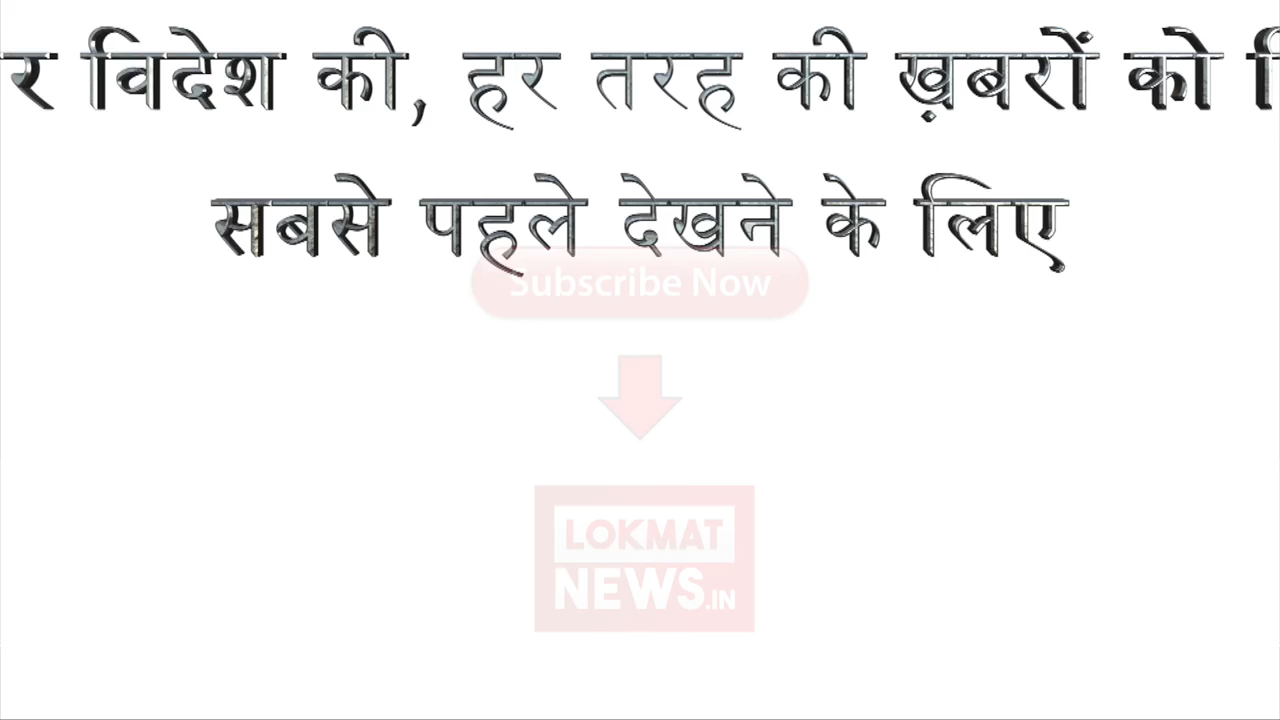 विदेश की, हर तरह की ख़बरों को
सबसे पहले देखने के लिए
Subscribe Now
LOKMAT
NEWS.IN